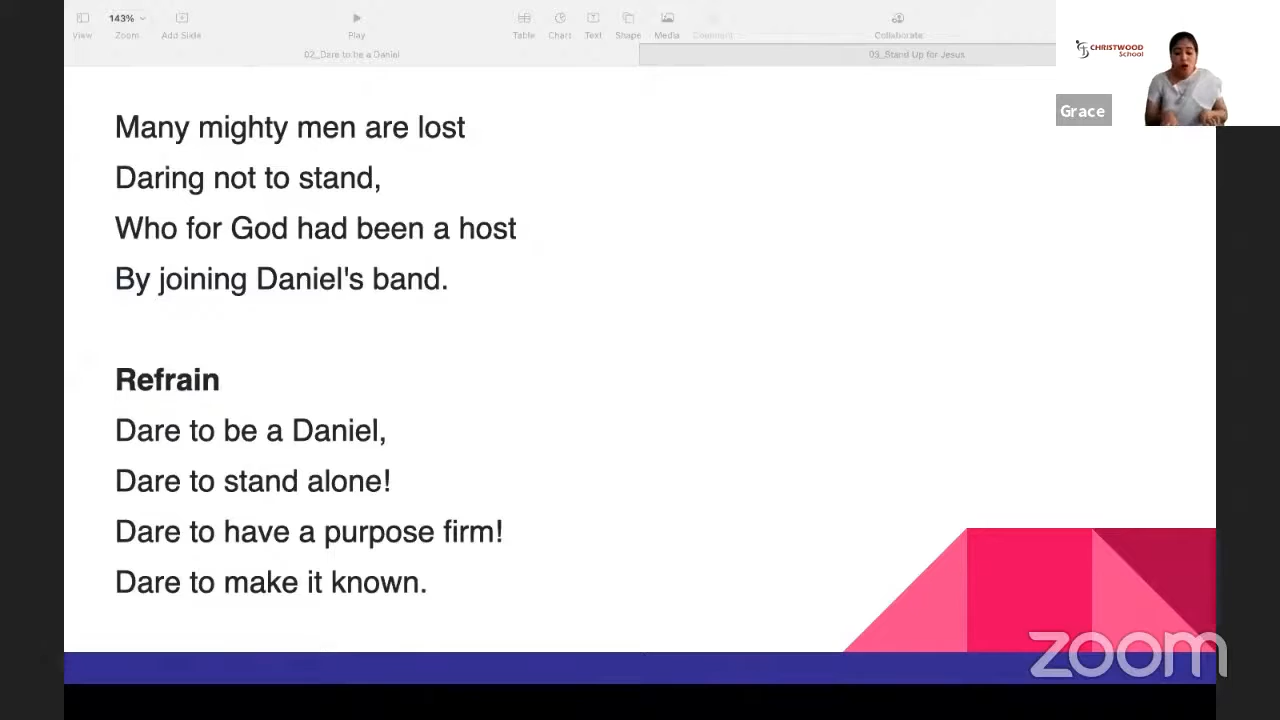 143%
View
Zoom
Add Slide
Play
Table
Chart
Text
Shape
Media
Comment
Collaborate
02_Dare to be a Daniel
03_Stand Up for Jesus
CHRISTWOOD
School
Grace
Many mighty men are lost
Daring not to stand,
Who for God had been a host
By joining Daniel's band.
Refrain
Dare to be a Daniel,
Dare to stand alone!
Dare to have a purpose firm!
Dare to make it known.
zoom